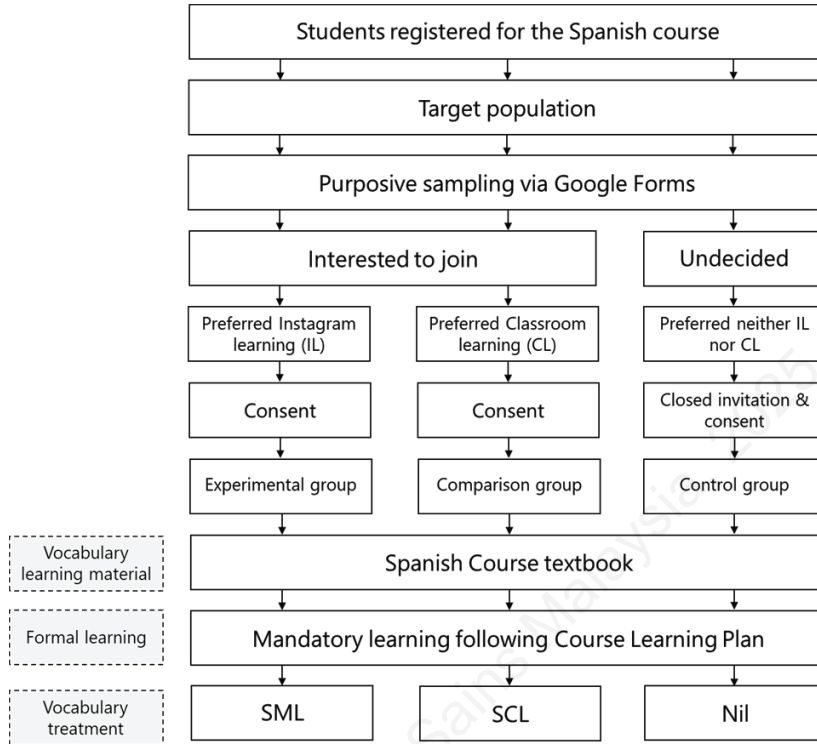 Students registered for the Spanish course
Target population
Purposive sampling via Google Forms
Interested to join
Undecided
Preferred Instagram
learning (IL)
Preferred Classroom
learning (CL)
Preferred neither IL
nor CL
Consent
Consent
Closed invitation &
consent
Experimental group
Comparison group
Control group
Vocabulary
learning material
Spanish Course textbook
Formal learning
Mandatory learning following Course Learning Plan
Vocabulary
treatment
SML
SCL
Nil
Sains Malaysia, 2025